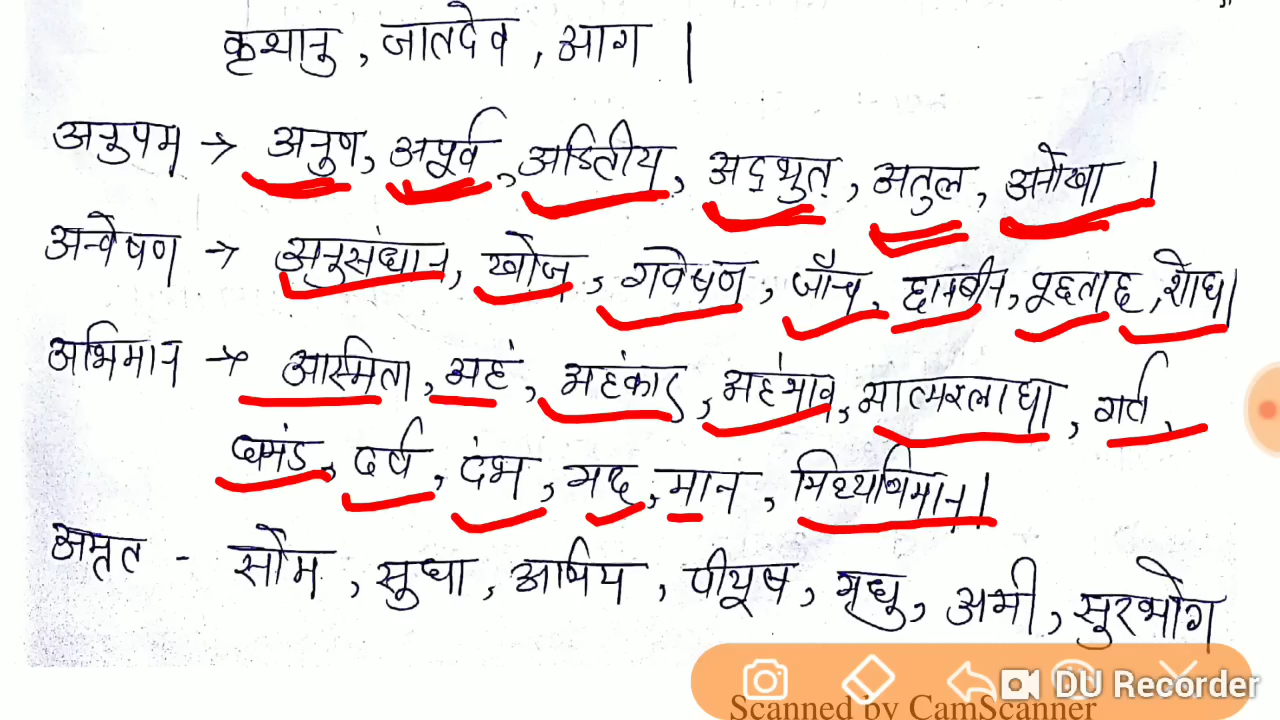 कृशानु, जातदेव, आग |
अनुपम → अनुण, अपूर्व, अद्वितीय, अद्भुत, अतुल, अनोखा |
अन्वेषण → अनुसंधान, खोज, गवेषण, जाँच, छानबीन, पूछताछ, शोध |
अभिमान → अस्मिता, अहं, अहंकार, अहंभाव, आत्मश्लाघा, गर्व,
घमंड, दर्प, दंभ, मद, मान, मिथ्याभिमान |
अमृत - सोम, सुधा, अमिय, पीयूष, मधु, अमी, सुरभोग
DU Recorder
Scanned by CamScanner